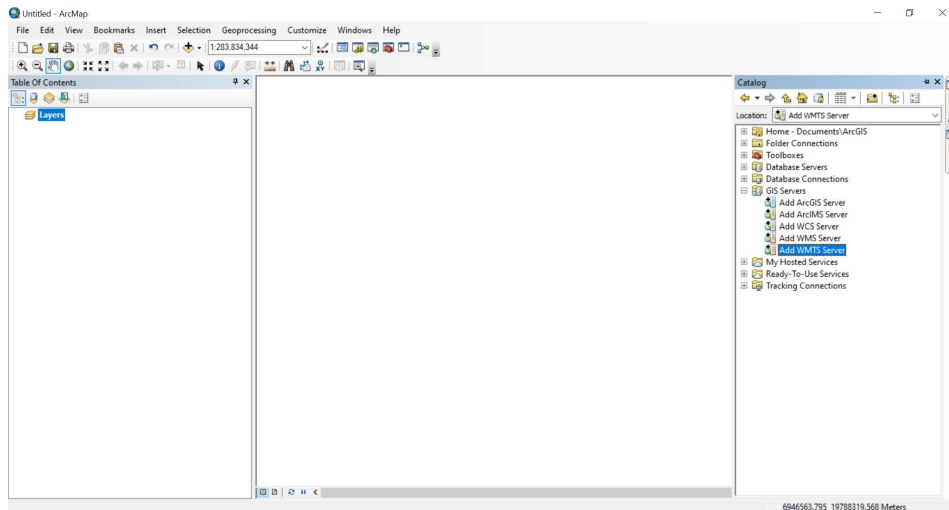 Untitled - ArcMap
File Edit View Bookmarks Insert Selection Geoprocessing Customize Windows Help
1:283,834,344
Table Of Contents
Layers
Catalog
Location: Add WMTS Server
Home - Documents\ArcGIS
Folder Connections
Toolboxes
Database Servers
Database Connections
GIS Servers
Add ArcGIS Server
Add ArcIMS Server
Add WCS Server
Add WMS Server
Add WMTS Server
My Hosted Services
Ready-To-Use Services
Tracking Connections
6946563.795 19788319.568 Meters